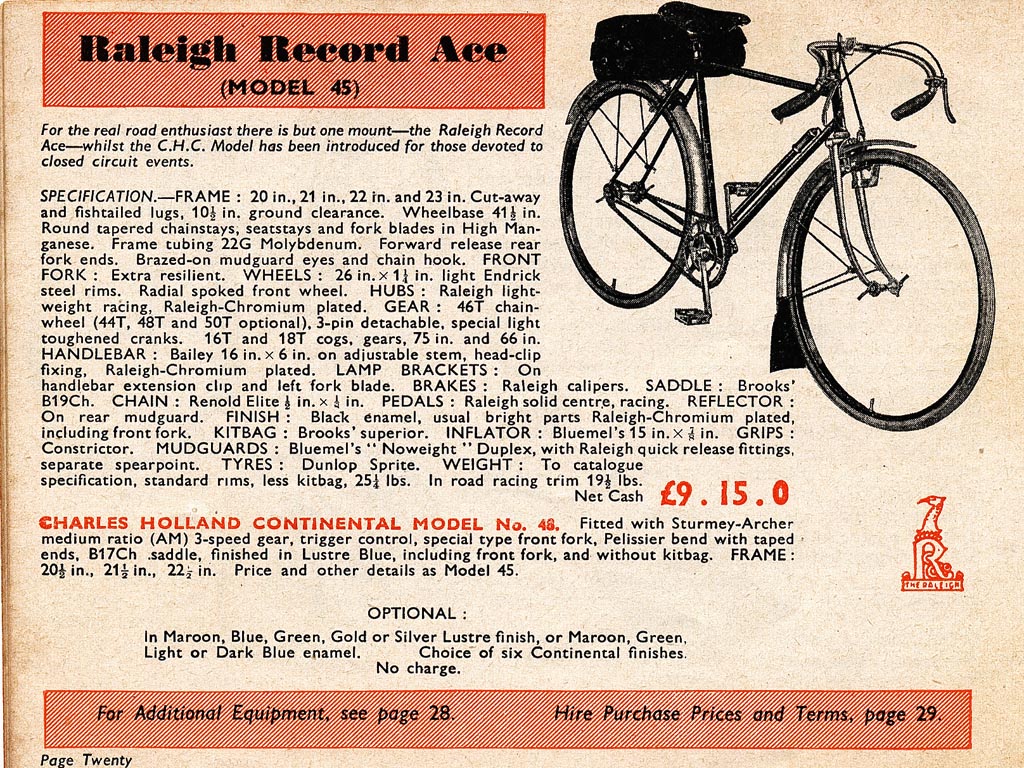 Raleigh Record Ace
(MODEL 45)
For the real road enthusiast there is but one mount—the Raleigh Record
Ace—whilst the C.H.C. Model has been introduced for those devoted to
closed circuit events.
SPECIFICATION.—FRAME : 20 in., 21 in., 22 in. and 23 in. Cut-away
and fishtailed lugs, 10½ in. ground clearance. Wheelbase 41½ in.
Round tapered chainstays, seatstays and fork blades in High Man-
ganese. Frame tubing 22G Molybdenum. Forward release rear
fork ends. Brazed-on mudguard eyes and chain hook. FRONT
FORK : Extra resilient. WHEELS : 26 in. × 1¼ in. light Endrick
steel rims. Radial spoked front wheel. HUBS : Raleigh light-
weight racing, Raleigh-Chromium plated. GEAR : 46T chain-
wheel (44T, 48T and 50T optional), 3-pin detachable, special light
toughened cranks. 16T and 18T cogs, gears, 75 in. and 66 in.
HANDLEBAR : Bailey 16 in. × 6 in. on adjustable stem, head-clip
fixing, Raleigh-Chromium plated. LAMP BRACKETS : On
handlebar extension clip and left fork blade. BRAKES : Raleigh calipers. SADDLE : Brooks'
B19Ch. CHAIN : Renold Elite ½ in. × ⅛ in. PEDALS : Raleigh solid centre, racing. REFLECTOR :
On rear mudguard. FINISH : Black enamel, usual bright parts Raleigh-Chromium plated,
including front fork. KITBAG : Brooks' superior. INFLATOR : Bluemel's 15 in. × ⅞ in. GRIPS :
Constrictor. MUDGUARDS : Bluemel's "Noweight" Duplex, with Raleigh quick release fittings,
separate spearpoint. TYRES : Dunlop Sprite. WEIGHT : To catalogue
specification, standard rims, less kitbag, 25¼ lbs. In road racing trim 19½ lbs.
Net Cash £9.15.0
CHARLES HOLLAND CONTINENTAL MODEL No. 46. Fitted with Sturmey-Archer
medium ratio (AM) 3-speed gear, trigger control, special type front fork, Pelissier bend with taped
ends, B17Ch .saddle, finished in Lustre Blue, including front fork, and without kitbag. FRAME :
20½ in., 21½ in., 22½ in. Price and other details as Model 45.
THE RALEIGH
OPTIONAL :
In Maroon, Blue, Green, Gold or Silver Lustre finish, or Maroon, Green,
Light or Dark Blue enamel. Choice of six Continental finishes.
No charge.
For Additional Equipment, see page 28. Hire Purchase Prices and Terms, page 29.
Page Twenty